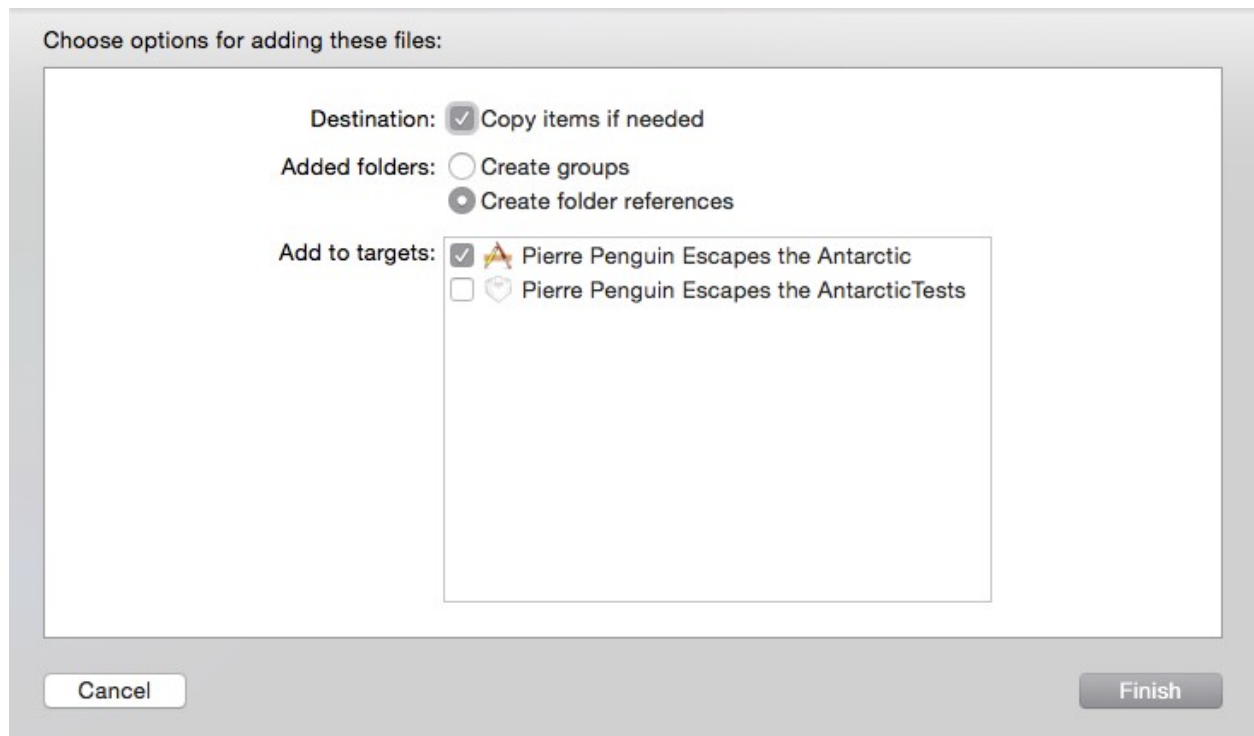 Choose options for adding these files:
Destination: Copy items if needed
Added folders: Create groups
Create folder references
Add to targets: Pierre Penguin Escapes the Antarctic
Pierre Penguin Escapes the AntarcticTests
Cancel Finish